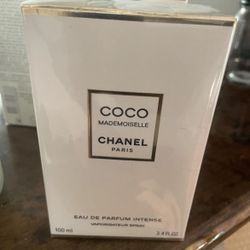 COCO
MADEMOISELLE
CHANEL
PARIS
EAU DE PARFUM INTENSE
VAPORISATEUR SPRAY
100 ml
3.4 FL.OZ